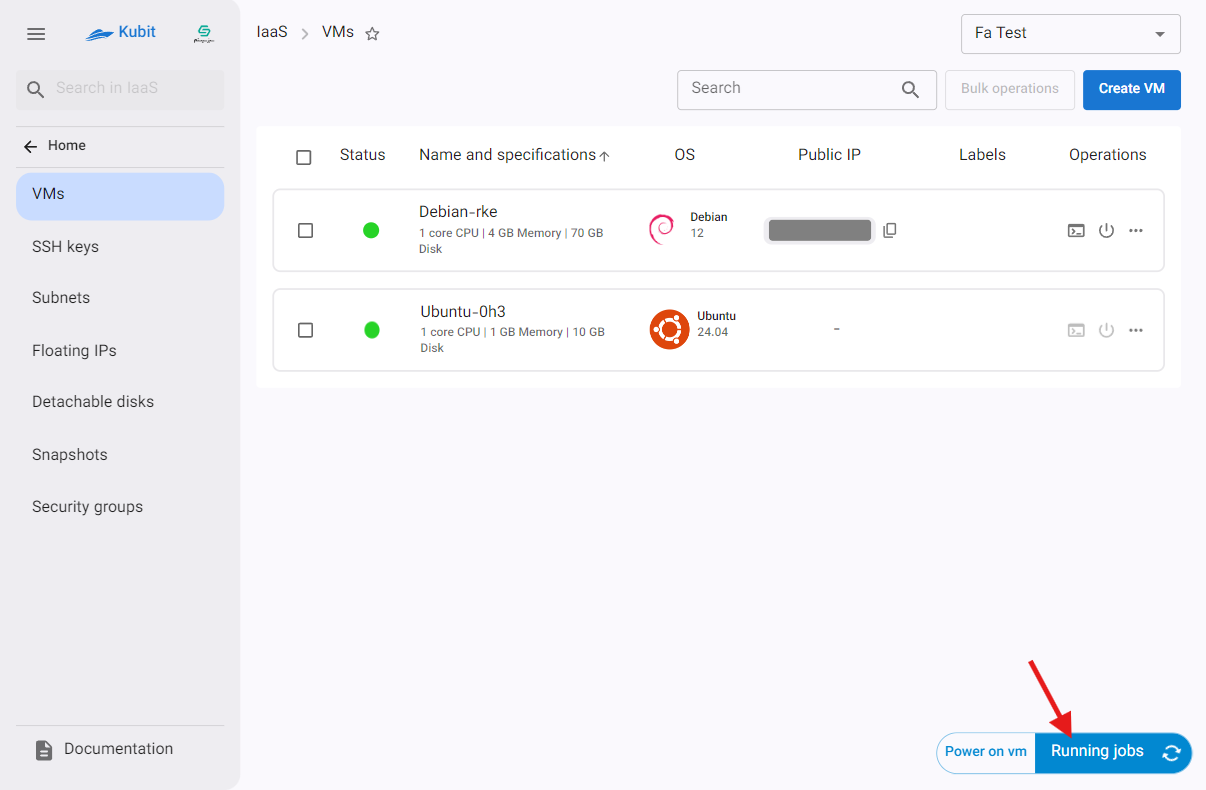 Kubit
IaaS
VMs
Fa Test
Search in IaaS
Search
Bulk operations
Create VM
Home
VMs
SSH keys
Subnets
Floating IPs
Detachable disks
Snapshots
Security groups
Documentation
Status
Name and specifications
OS
Public IP
Labels
Operations
Debian-rke
1 core CPU | 4 GB Memory | 70 GB
Disk
Debian
12
Ubuntu-0h3
1 core CPU | 1 GB Memory | 10 GB
Disk
Ubuntu
24.04
-
Power on vm
Running jobs